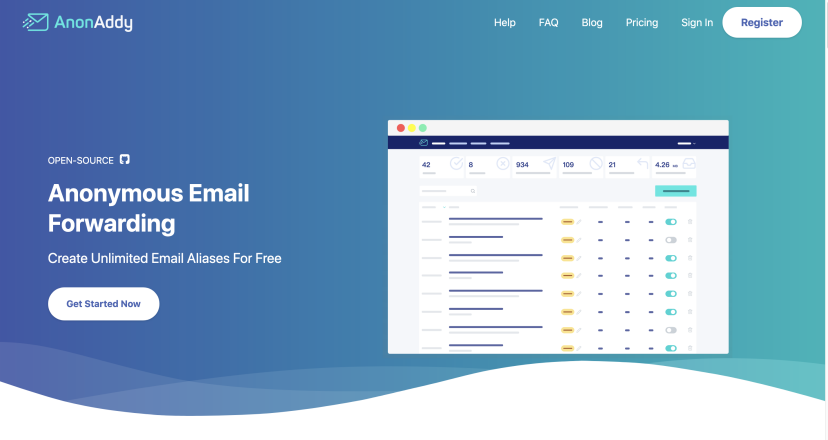 AnonAddy
Help FAQ Blog Pricing Sign In Register
OPEN-SOURCE
Anonymous Email
Forwarding
Create Unlimited Email Aliases For Free
Get Started Now
42 8 934 109 21 4.26